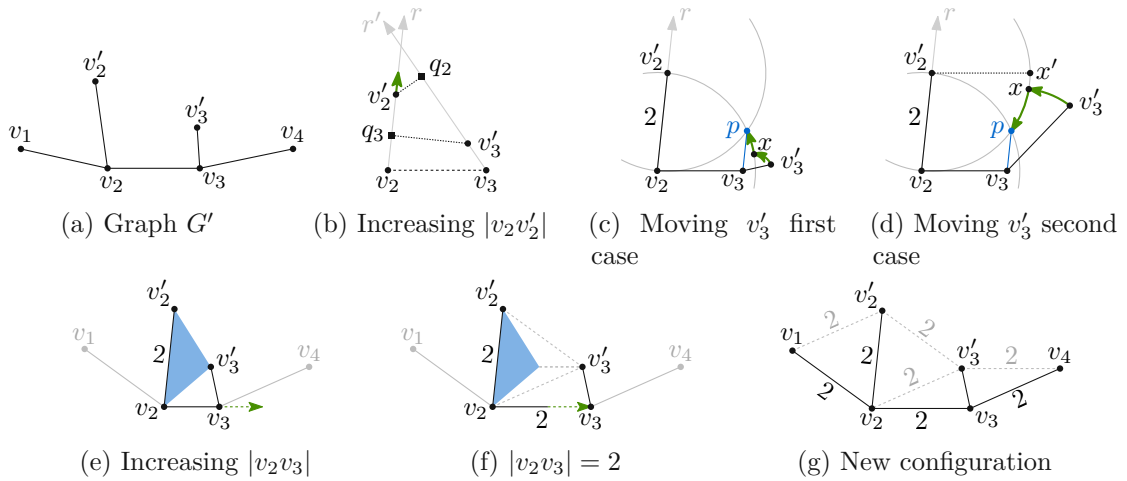 v₁ v₂′ v₂ v₃′ v₃ v₄
r′ r v₂′ q₂ q₃ v₃′ v₂ v₃
r v₂′ 2 p x v₃′ v₂ v₃
r v₂′ x′ x 2 p v₃′ v₂ v₃
(a) Graph G′
(b) Increasing |v₂v₂′|
(c) Moving v₃′ first
case
(d) Moving v₃′ second
case
v₁ v₂′ 2 v₃′ v₄ v₂ v₃
v₁ v₂′ 2 v₃′ v₄ v₂ 2 v₃
v₁ 2 v₂′ 2 2 v₃′ 2 v₄ 2 2 v₂ 2 v₃ 2
(e) Increasing |v₂v₃|
(f) |v₂v₃| = 2
(g) New configuration